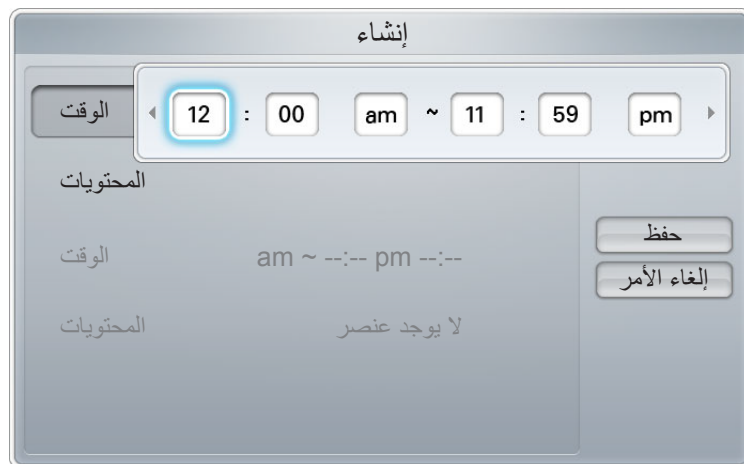 إنشاء
الوقت 12 : 00 am ~ 11 : 59 pm
المحتويات
الوقت am ~ --:-- pm --:--
المحتويات لا يوجد عنصر
حفظ
إلغاء الأمر